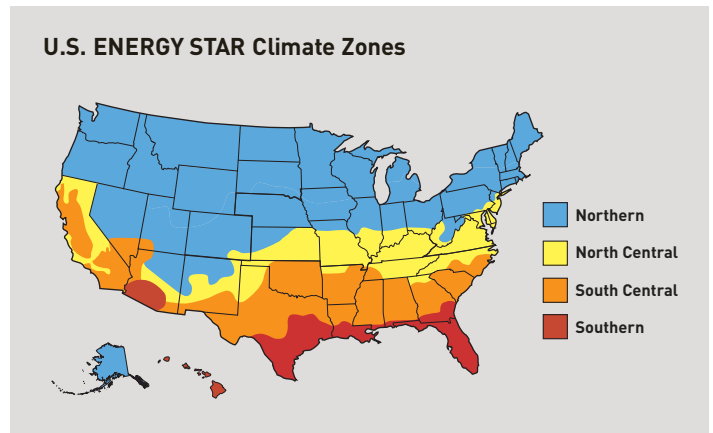 U.S. ENERGY STAR Climate Zones
Northern
North Central
South Central
Southern